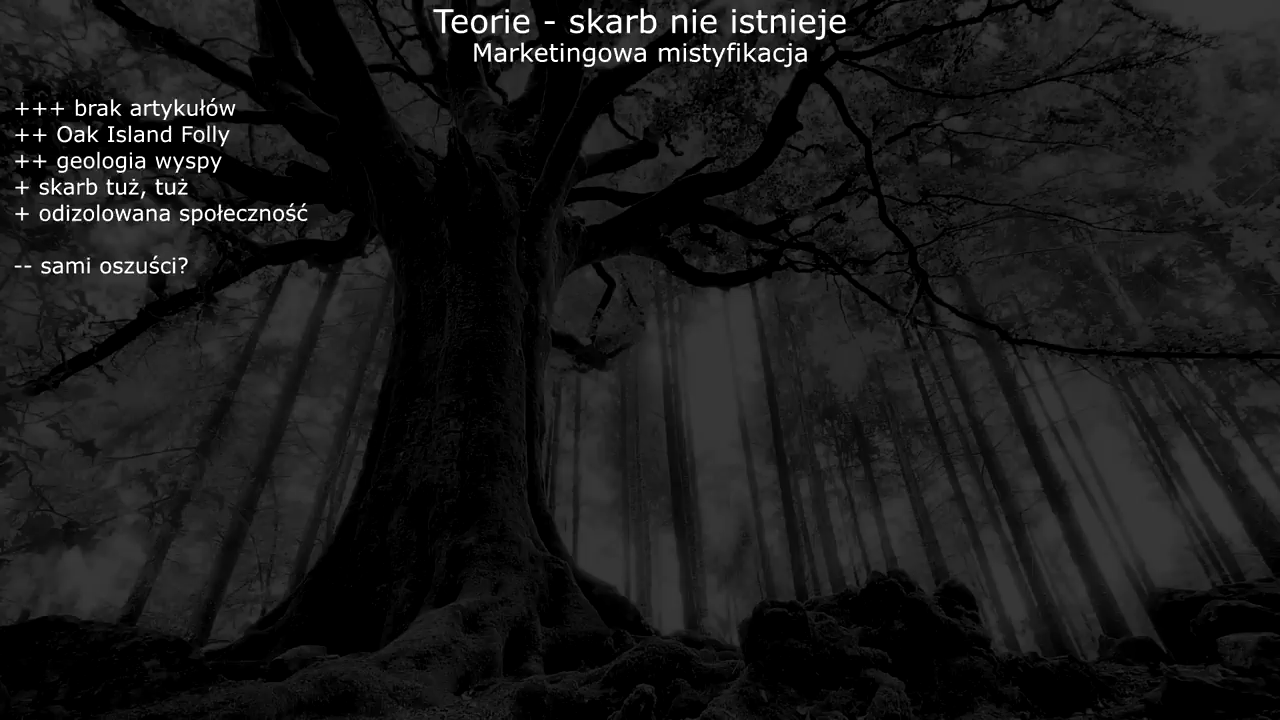 Teorie - skarb nie istnieje
Marketingowa mistyfikacja
+++ brak artykułów
++ Oak Island Folly
++ geologia wyspy
+ skarb tuż, tuż
+ odizolowana społeczność
-- sami oszuści?